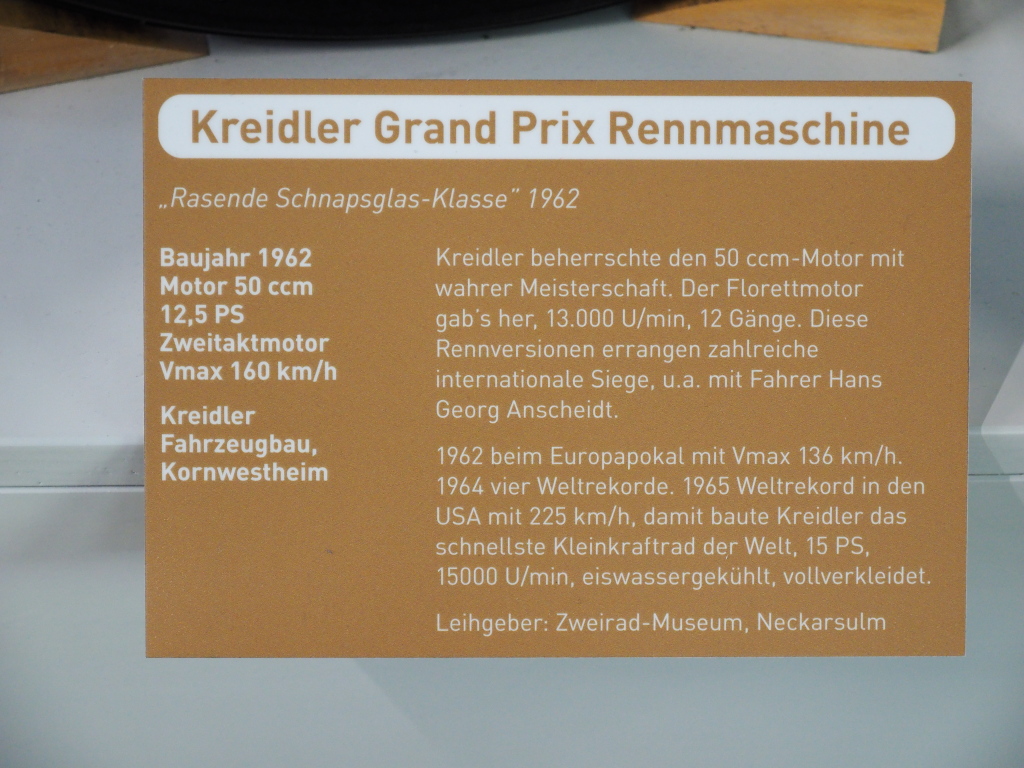 Kreidler Grand Prix Rennmaschine
„Rasende Schnapsglas-Klasse” 1962
Baujahr 1962
Motor 50 ccm
12,5 PS
Zweitaktmotor
Vmax 160 km/h
Kreidler
Fahrzeugbau,
Kornwestheim
Kreidler beherrschte den 50 ccm-Motor mit
wahrer Meisterschaft. Der Florettmotor
gab's her, 13.000 U/min, 12 Gänge. Diese
Rennversionen errangen zahlreiche
internationale Siege, u.a. mit Fahrer Hans
Georg Anscheidt.
1962 beim Europapokal mit Vmax 136 km/h.
1964 vier Weltrekorde. 1965 Weltrekord in den
USA mit 225 km/h, damit baute Kreidler das
schnellste Kleinkraftrad der Welt, 15 PS,
15000 U/min, eiswassergekühlt, vollverkleidet.
Leihgeber: Zweirad-Museum, Neckarsulm